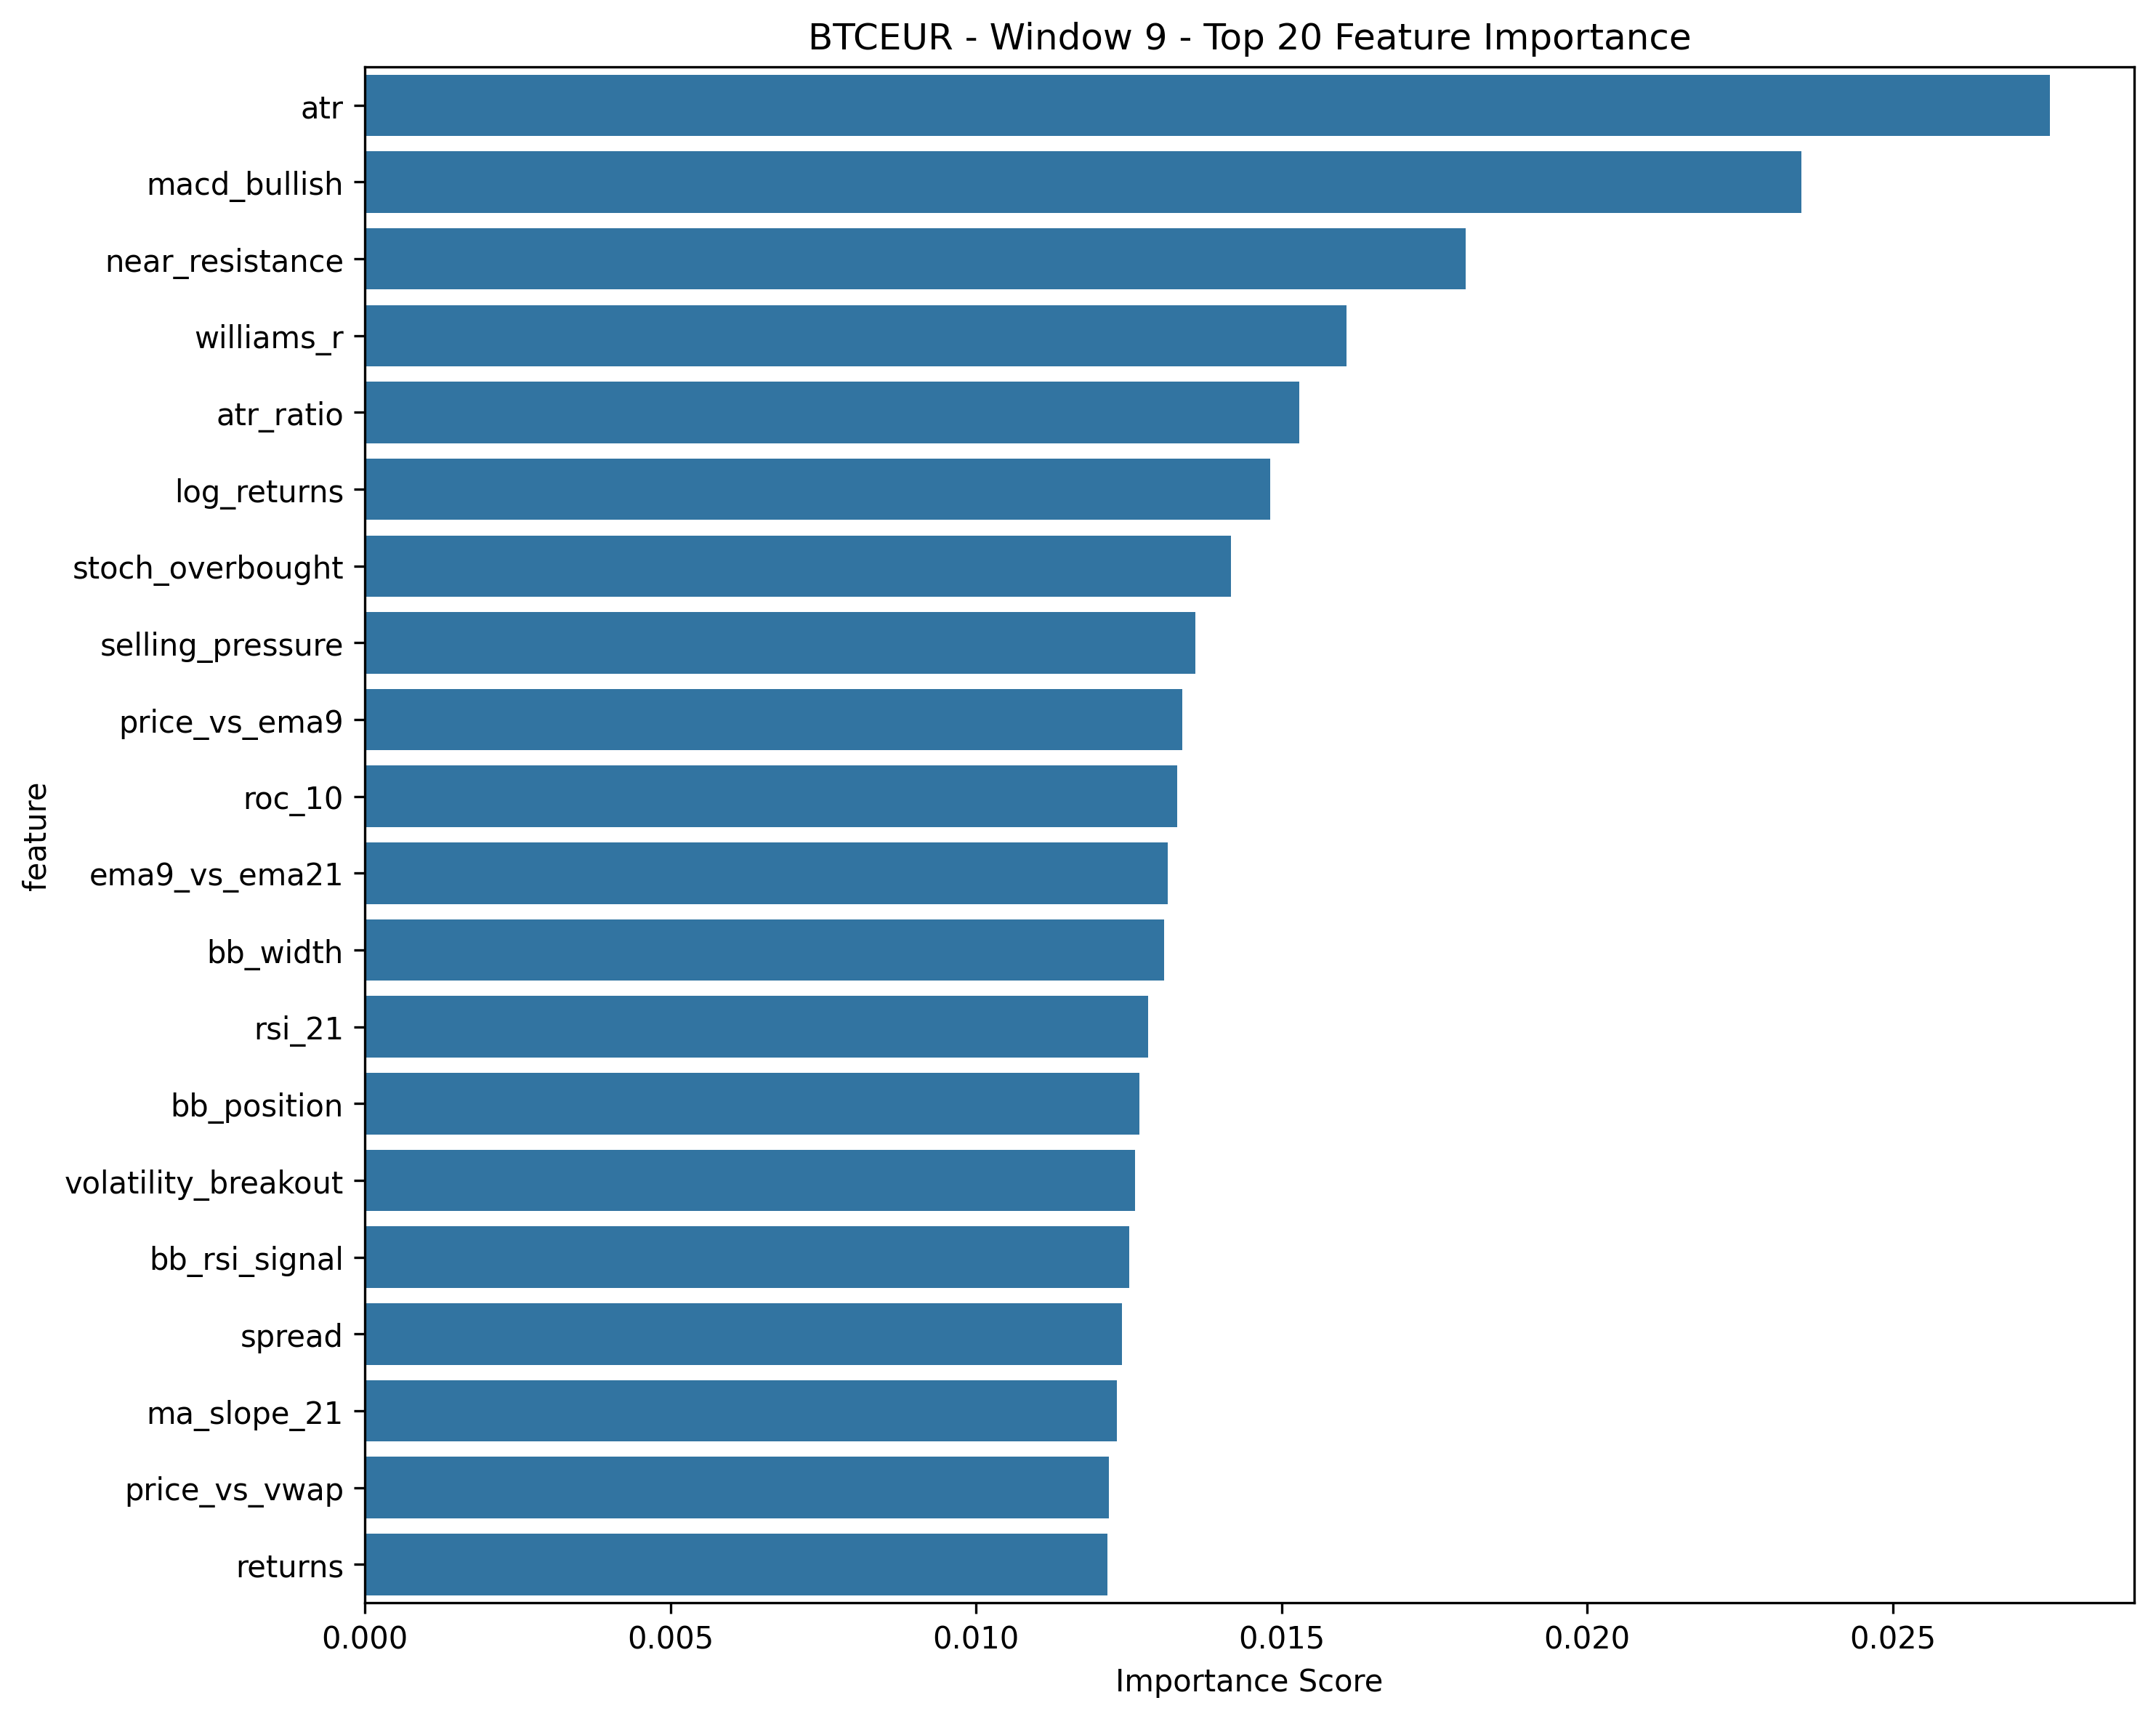 BTCEUR - Window 9 - Top 20 Feature Importance
atr
macd_bullish
near_resistance
williams_r
atr_ratio
log_returns
stoch_overbought
selling_pressure
price_vs_ema9
roc_10
ema9_vs_ema21
bb_width
rsi_21
bb_position
volatility_breakout
bb_rsi_signal
spread
ma_slope_21
price_vs_vwap
returns
feature
0.000 0.005 0.010 0.015 0.020 0.025
Importance Score